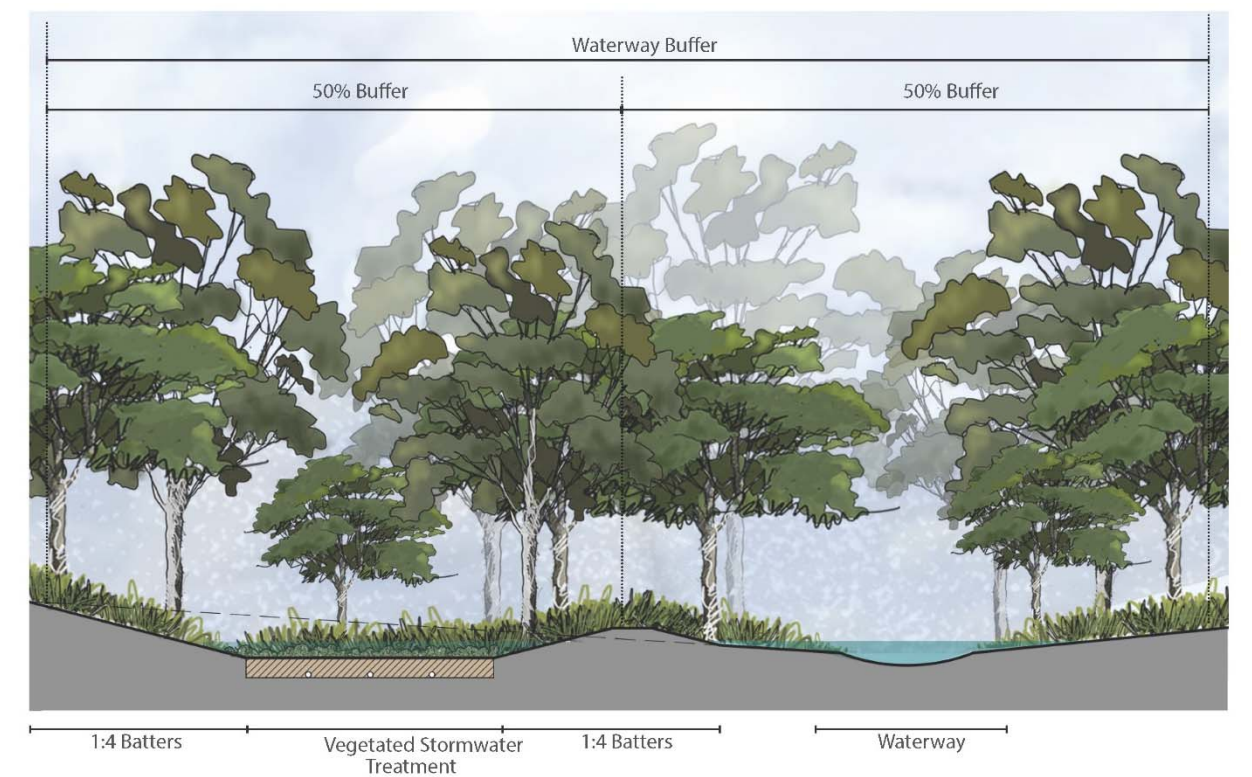 Waterway Buffer
50% Buffer
50% Buffer
1:4 Batters
Vegetated Stormwater
Treatment
1:4 Batters
Waterway